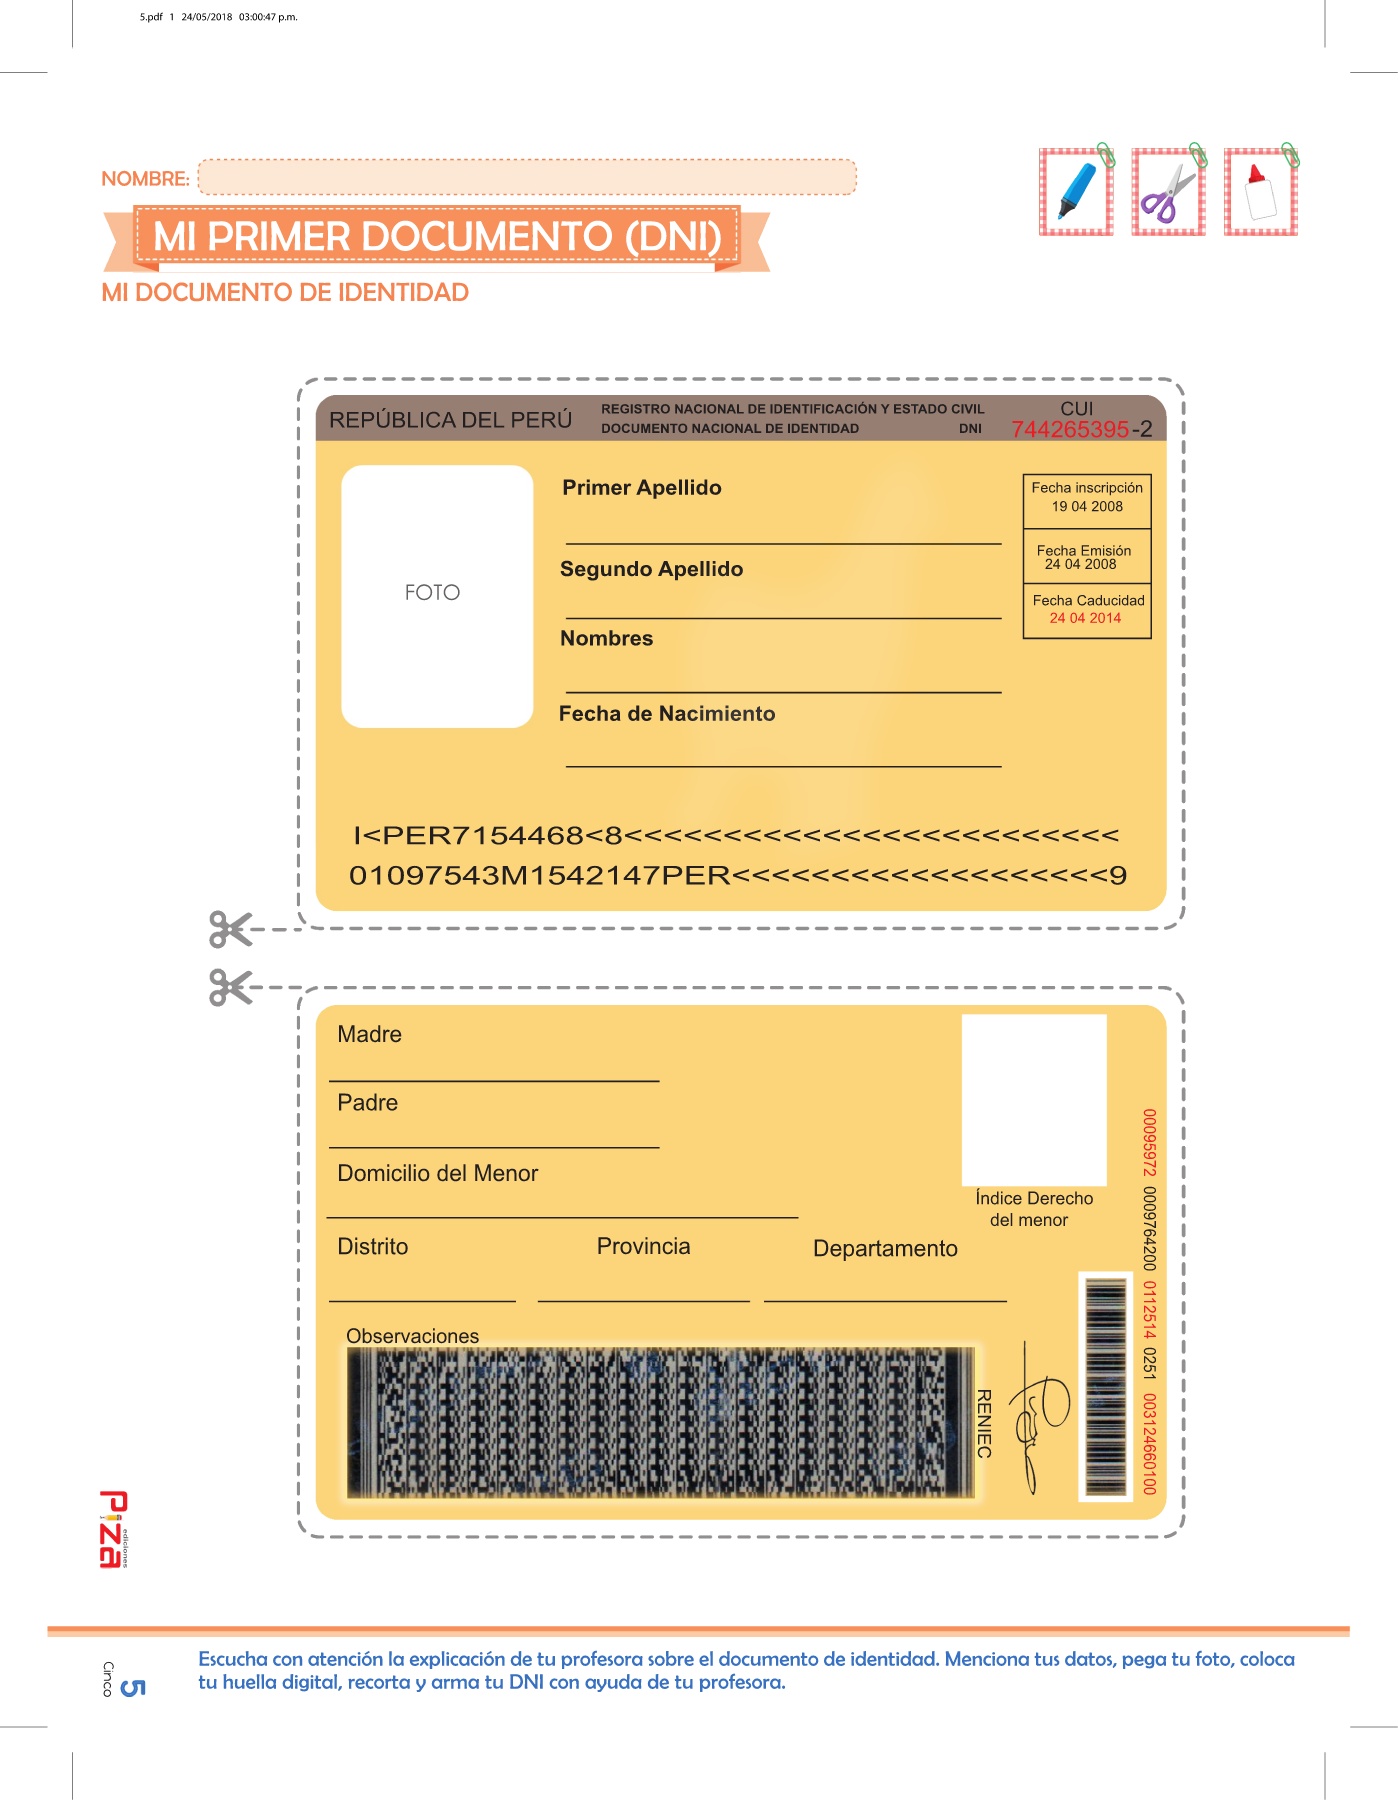 5.pdf 1 24/05/2018 03:00:47 p.m.
NOMBRE:
MI PRIMER DOCUMENTO (DNI)
MI DOCUMENTO DE IDENTIDAD
REPÚBLICA DEL PERÚ
REGISTRO NACIONAL DE IDENTIFICACIÓN Y ESTADO CIVIL
DOCUMENTO NACIONAL DE IDENTIDAD DNI
CUI
744265395-2
FOTO
Primer Apellido
Segundo Apellido
Nombres
Fecha de Nacimiento
Fecha inscripción
19 04 2008
Fecha Emisión
24 04 2008
Fecha Caducidad
24 04 2014
I<PER7154468<8<<<<<<<<<<<<<<<<<<<<<<<<<
01097543M1542147PER<<<<<<<<<<<<<<<<<<<9
Madre
Padre
Domicilio del Menor
Distrito Provincia Departamento
Índice Derecho
del menor
Observaciones
RENIEC
00095972 0009764200 0112514 0251 003124660100
Piza
ediciones
5
Cinco
Escucha con atención la explicación de tu profesora sobre el documento de identidad. Menciona tus datos, pega tu foto, coloca
tu huella digital, recorta y arma tu DNI con ayuda de tu profesora.